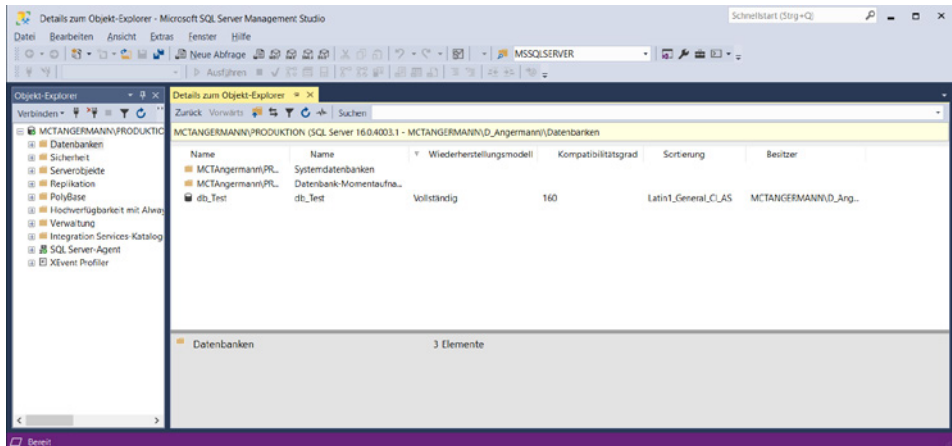 Details zum Objekt-Explorer - Microsoft SQL Server Management Studio
Schnellstart (Strg+Q)
Datei Bearbeiten Ansicht Extras Fenster Hilfe
Neue Abfrage MSSQLSERVER
Ausführen
Objekt-Explorer
Verbinden
MCTANGERMANN\PRODUKTIO
Datenbanken
Sicherheit
Serverobjekte
Replikation
PolyBase
Hochverfügbarkeit mit Alway
Verwaltung
Integration Services-Katalog
SQL Server-Agent
XEvent Profiler
Details zum Objekt-Explorer
Zurück Vorwärts Suchen
MCTANGERMANN\PRODUKTION (SQL Server 16.0.4003.1 - MCTANGERMANN\D_Angermann)\Datenbanken
Name Name Wiederherstellungsmodell Kompatibilitätsgrad Sortierung Besitzer
MCTAngermann\PR... Systemdatenbanken
MCTAngermann\PR... Datenbank-Momentaufna...
db_Test db_Test Vollständig 160 Latin1_General_CI_AS MCTANGERMANN\D_Ang...
Datenbanken 3 Elemente
Bereit